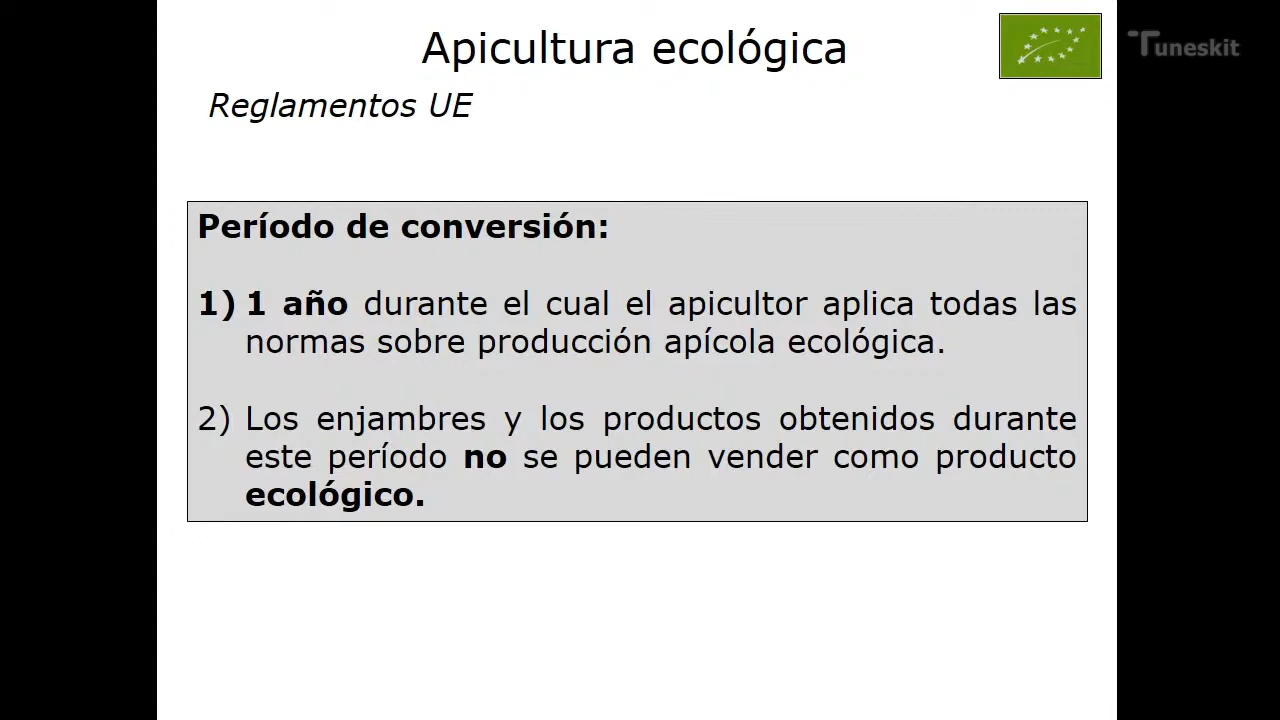 Apicultura ecológica
Tuneskit
Reglamentos UE
Período de conversión:
1) 1 año durante el cual el apicultor aplica todas las
normas sobre producción apícola ecológica.
2) Los enjambres y los productos obtenidos durante
este período no se pueden vender como producto
ecológico.